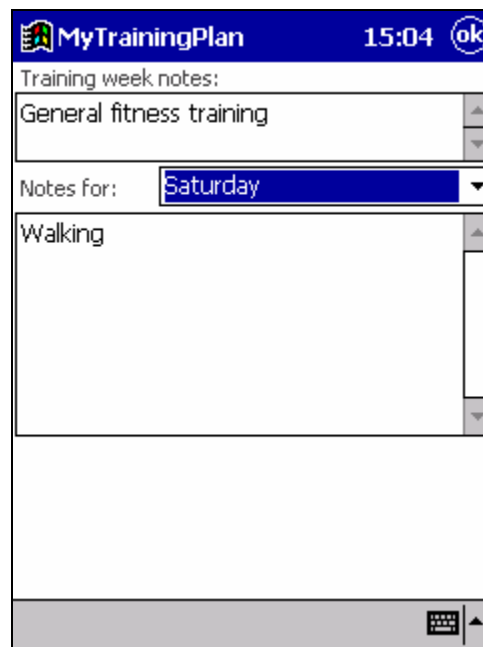 MyTrainingPlan 15:04 ok
Training week notes:
General fitness training
Notes for: Saturday
Walking